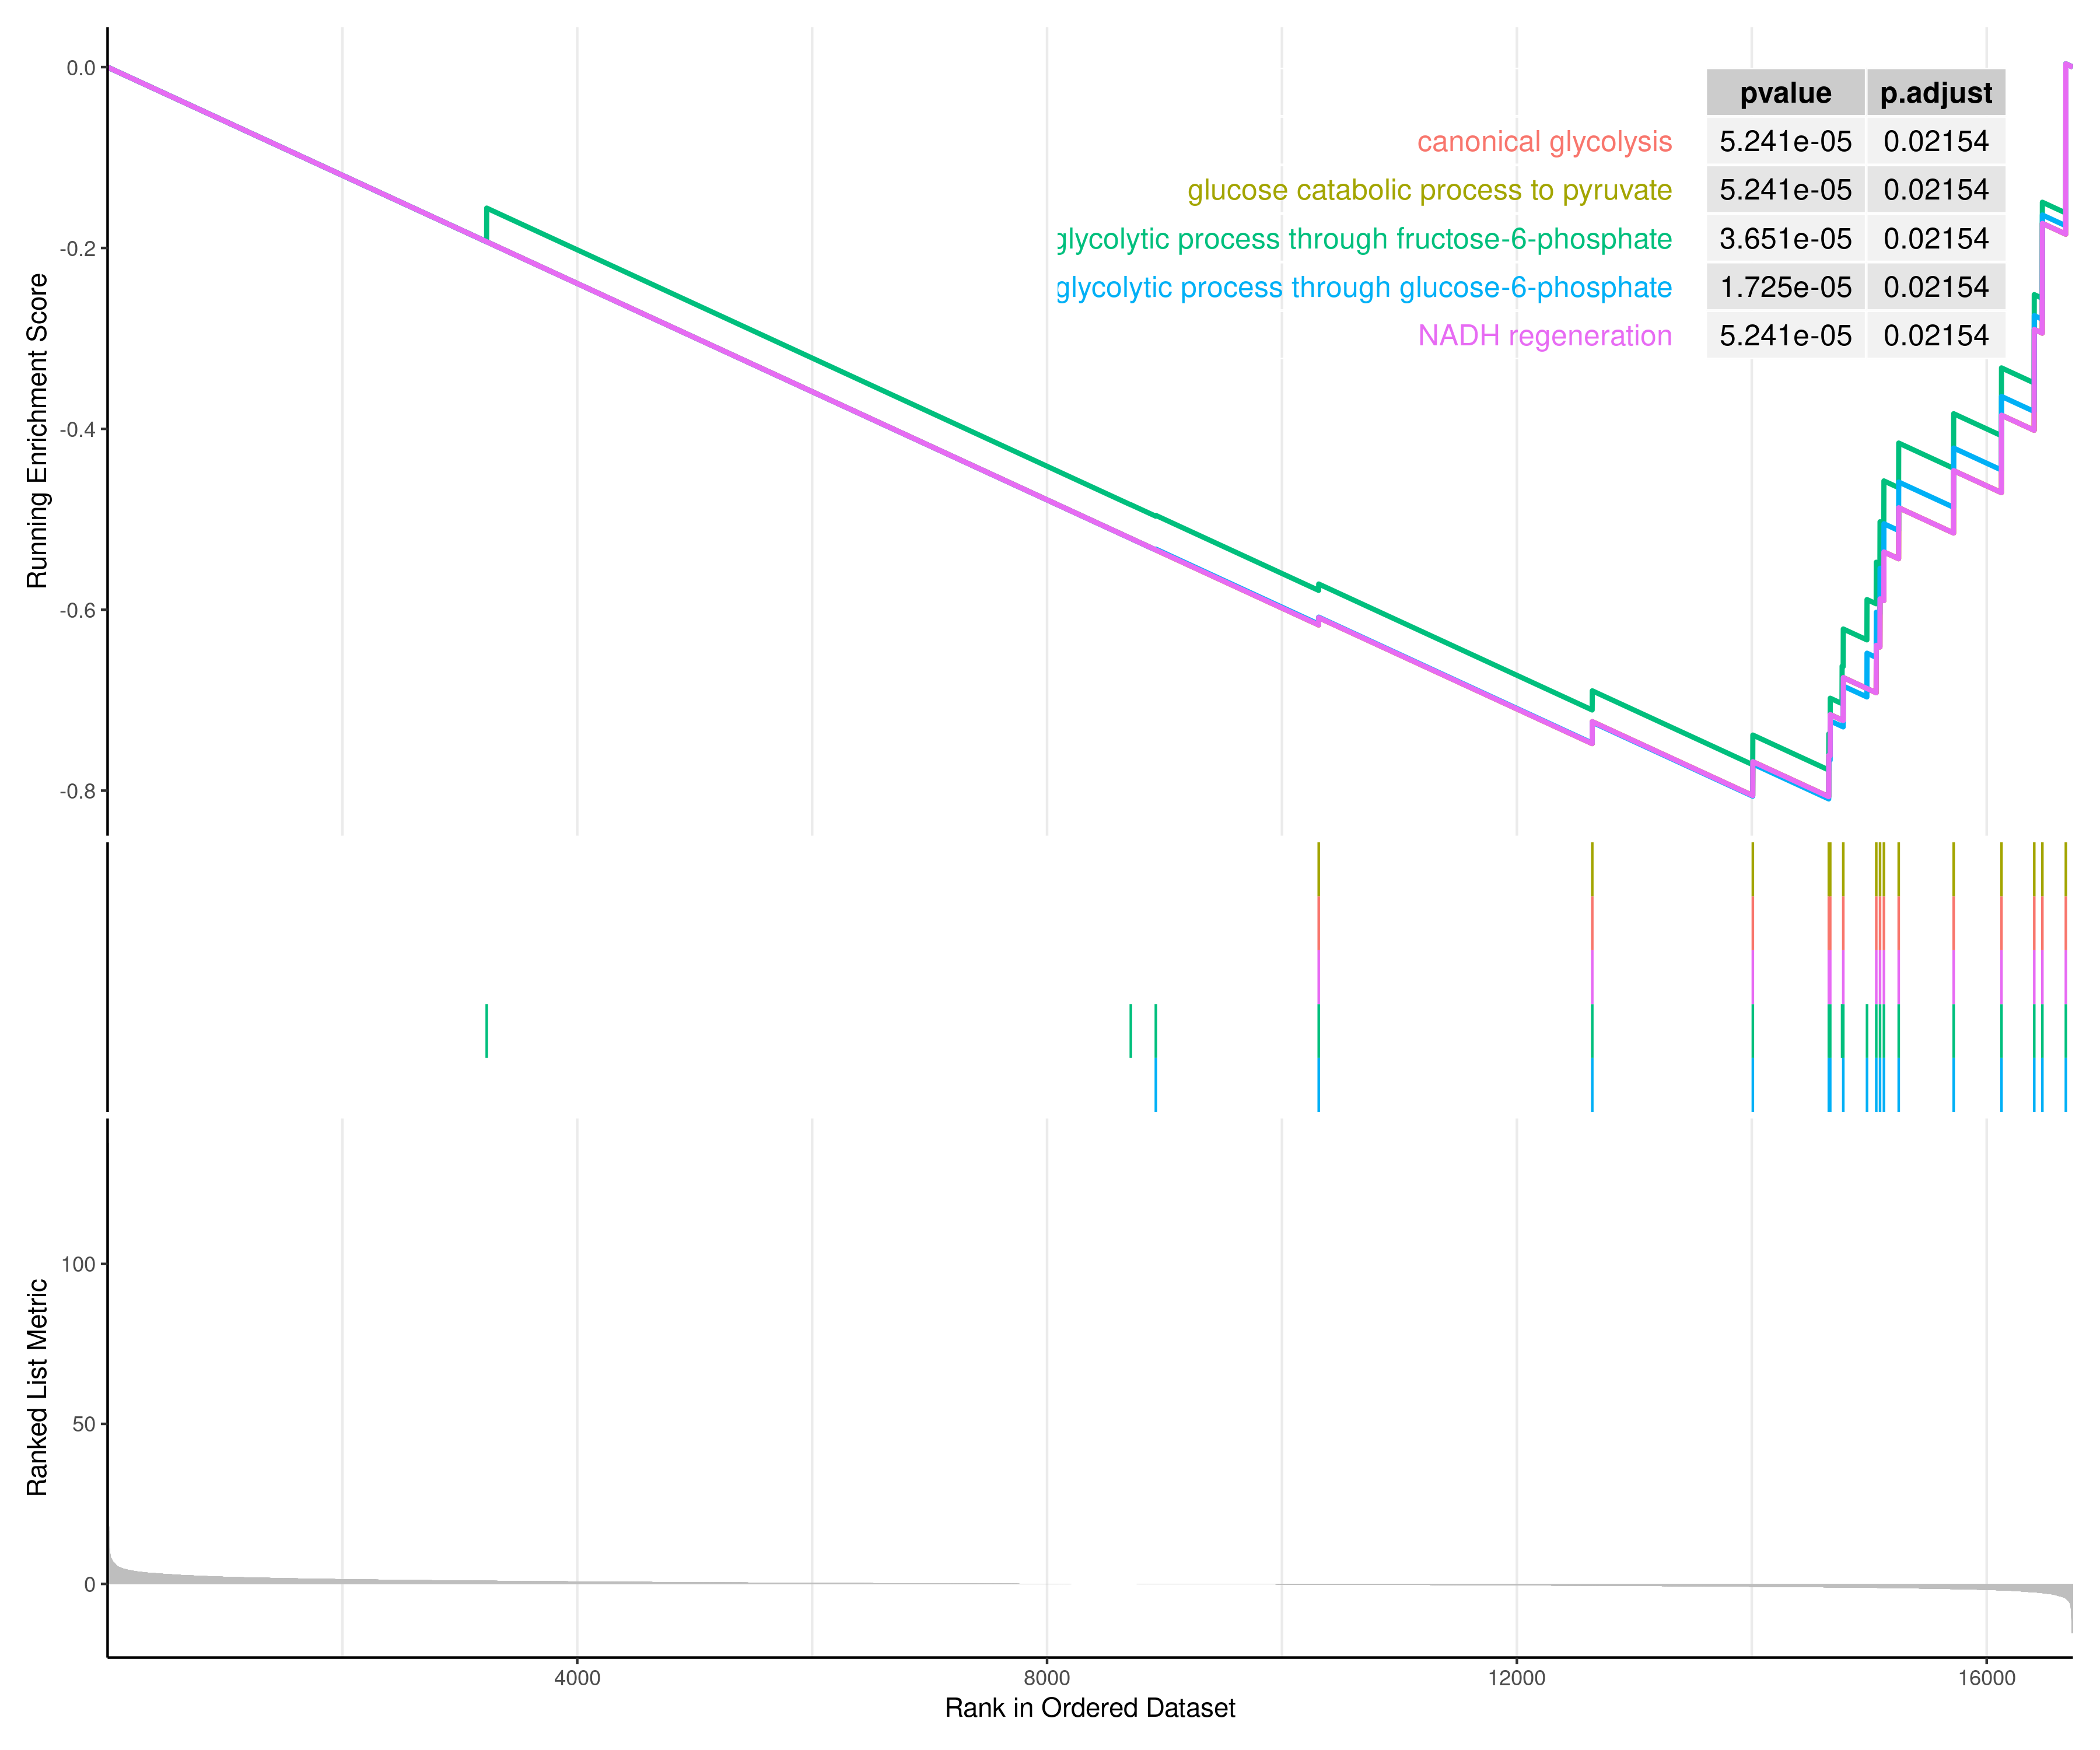 Running Enrichment Score
0.0
-0.2
-0.4
-0.6
-0.8
pvalue p.adjust
canonical glycolysis 5.241e-05 0.02154
glucose catabolic process to pyruvate 5.241e-05 0.02154
glycolytic process through fructose-6-phosphate 3.651e-05 0.02154
glycolytic process through glucose-6-phosphate 1.725e-05 0.02154
NADH regeneration 5.241e-05 0.02154
Ranked List Metric
100
50
0
4000 8000 12000 16000
Rank in Ordered Dataset